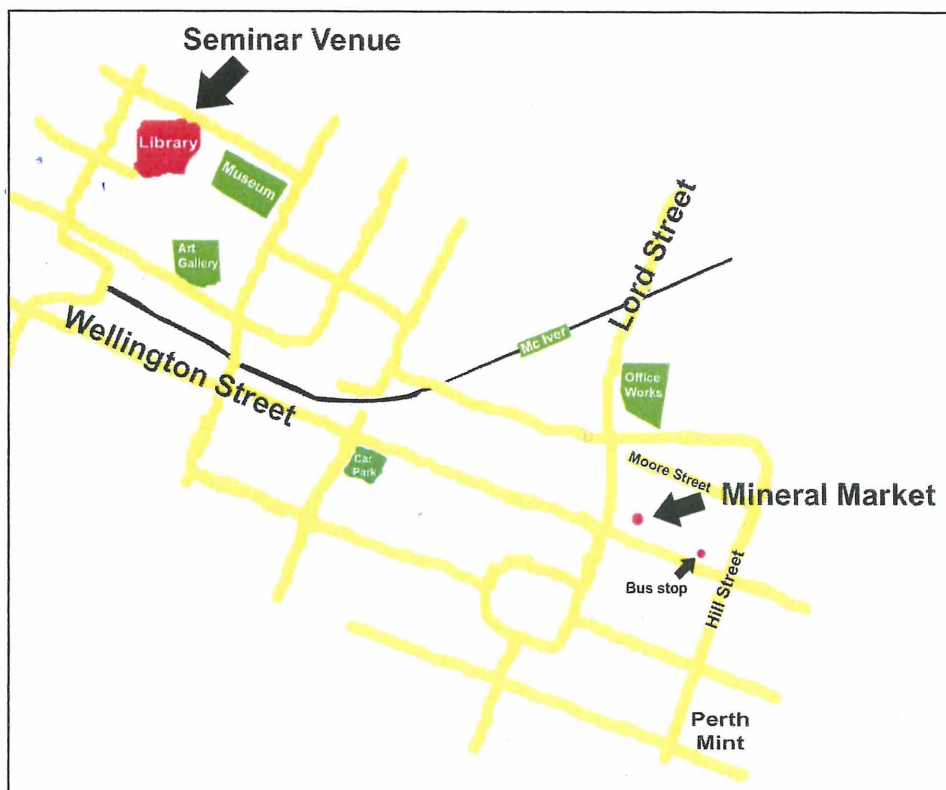 Seminar Venue
Library
Museum
Art
Gallery
Lord Street
Mc Iver
Wellington Street
Office
Works
Car
Park
Moore Street
Mineral Market
Bus stop
Hill Street
Perth
Mint